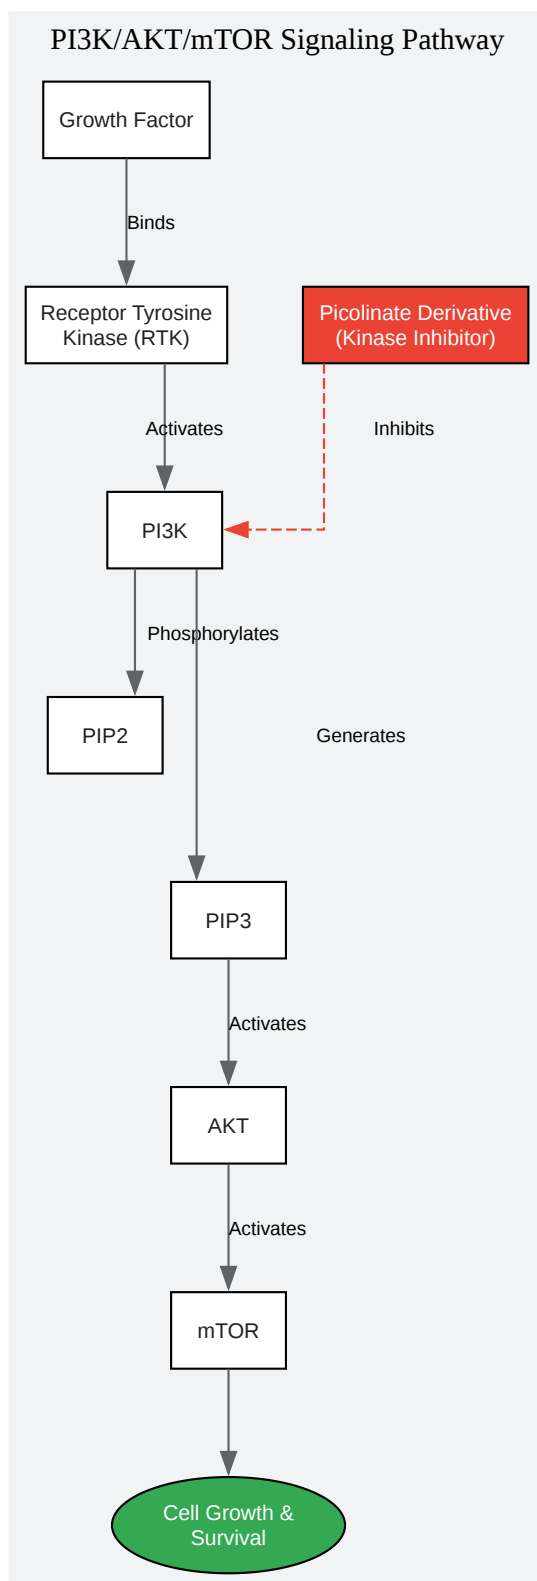 PI3K/AKT/mTOR Signaling Pathway
Growth Factor
Binds
Receptor Tyrosine
Kinase (RTK)
Picolinate Derivative
(Kinase Inhibitor)
Activates
Inhibits
PI3K
Phosphorylates
PIP2
Generates
PIP3
Activates
AKT
Activates
mTOR
Cell Growth &
Survival